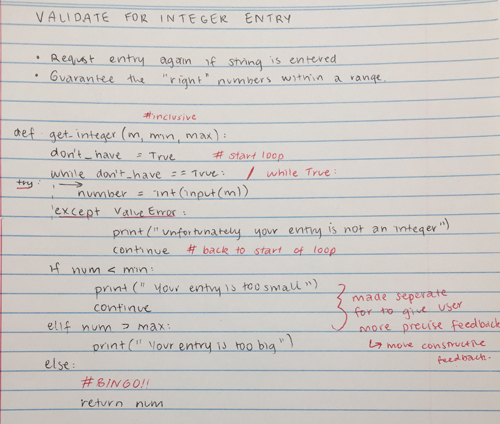 VALIDATE FOR INTEGER ENTRY
• Request entry again if string is entered
• Guarantee the "right" numbers within a range.
#inclusive
def get_integer (m, min, max):
don't_have = True # start loop
while don't_have == True: / while True:
try: → number = int(input(m))
except ValueError:
print("Unfortunately your entry is not an integer")
continue # back to start of loop
if num < min:
print(" Your entry is too small")
continue
elif num > max:
print(" Your entry is too big")
else:
#BINGO!!
return num
made seperate
for to give user
more precise feedback
↳ more constructive
feedback.